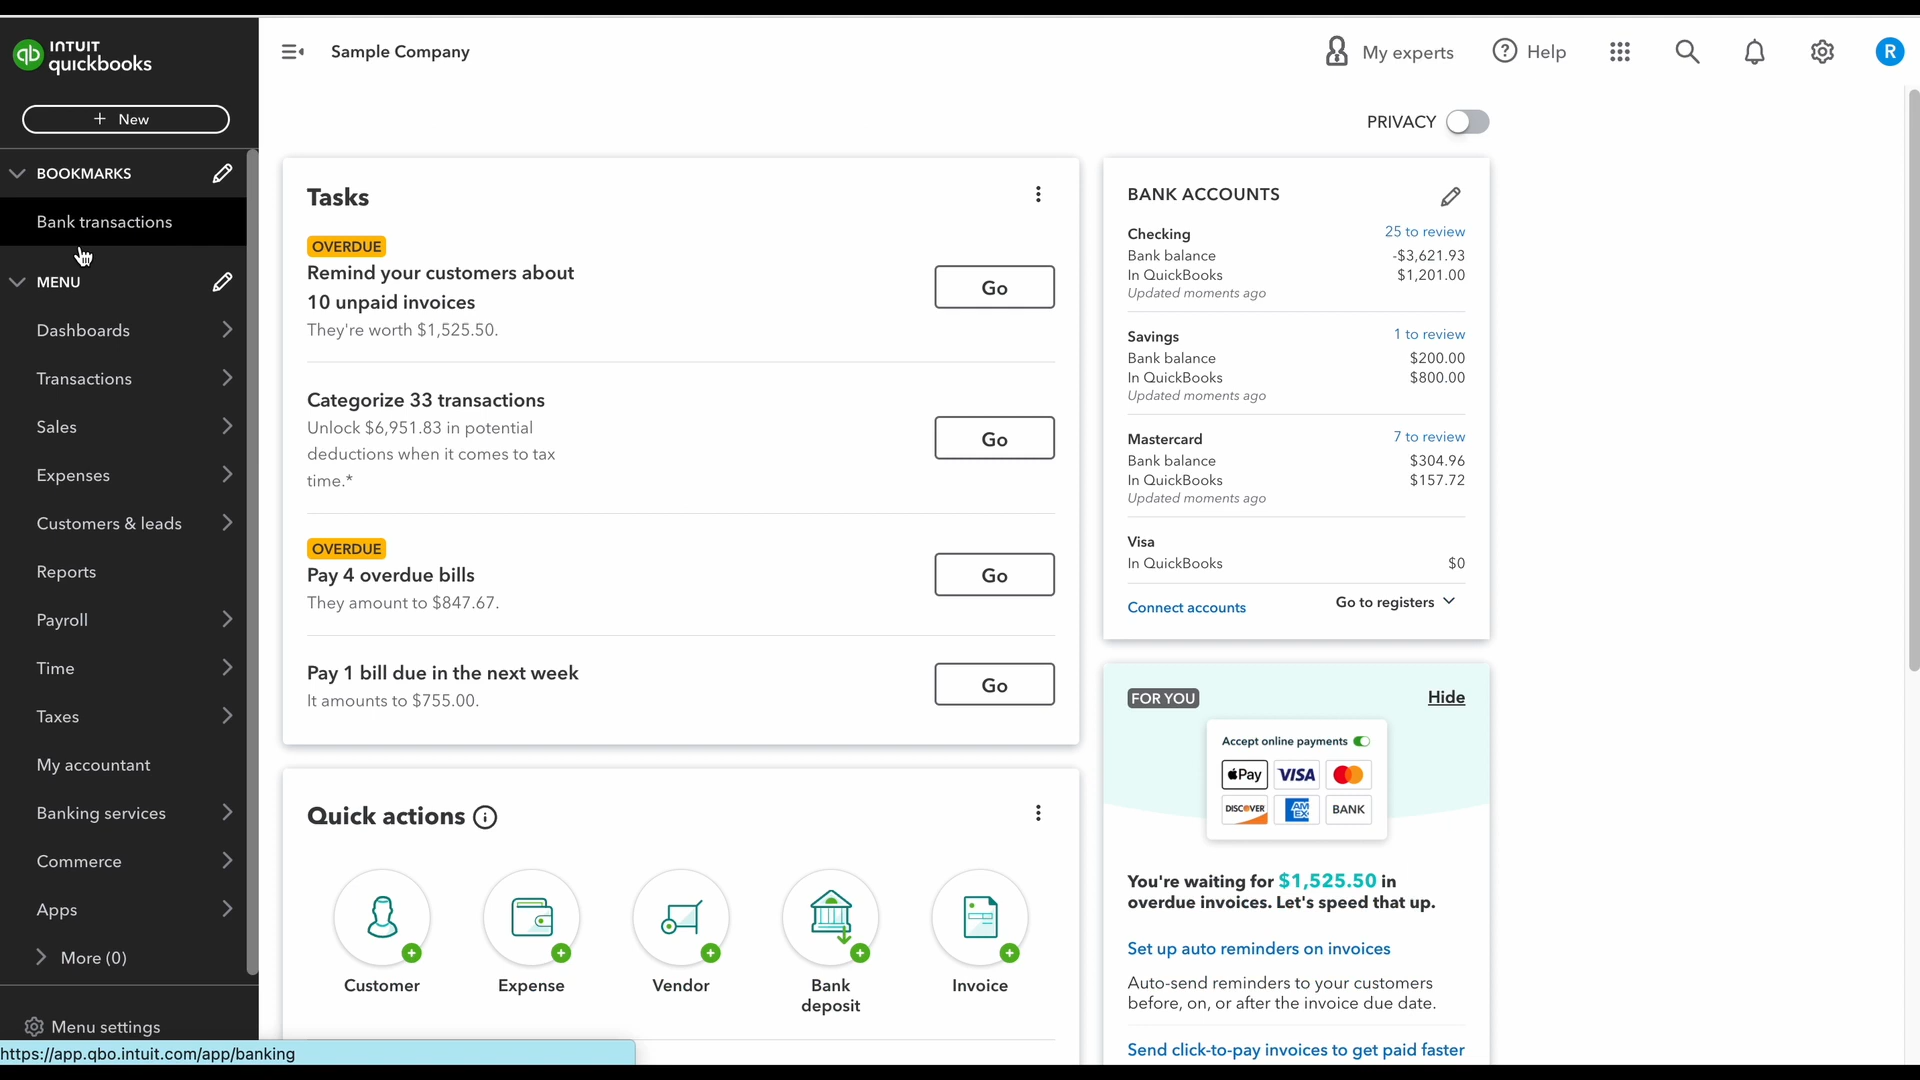 INTUIT
quickbooks
Sample Company
My experts
Help
R
+ New
PRIVACY
BOOKMARKS
Bank transactions
MENU
Dashboards
Transactions
Sales
Expenses
Customers & leads
Reports
Payroll
Time
Taxes
My accountant
Banking services
Commerce
Apps
More (0)
Menu settings
https://app.qbo.intuit.com/app/banking
Tasks
OVERDUE
Remind your customers about
10 unpaid invoices
They're worth $1,525.50.
Go
Categorize 33 transactions
Unlock $6,951.83 in potential
deductions when it comes to tax
time.*
Go
OVERDUE
Pay 4 overdue bills
They amount to $847.67.
Go
Pay 1 bill due in the next week
It amounts to $755.00.
Go
Quick actions
Customer
Expense
Vendor
Bank
deposit
Invoice
BANK ACCOUNTS
Checking 25 to review
Bank balance -$3,621.93
In QuickBooks $1,201.00
Updated moments ago
Savings 1 to review
Bank balance $200.00
In QuickBooks $800.00
Updated moments ago
Mastercard 7 to review
Bank balance $304.96
In QuickBooks $157.72
Updated moments ago
Visa
In QuickBooks $0
Connect accounts Go to registers
FOR YOU Hide
Accept online payments
Pay VISA
DISCOVER AM EX BANK
You're waiting for $1,525.50 in
overdue invoices. Let's speed that up.
Set up auto reminders on invoices
Auto-send reminders to your customers
before, on, or after the invoice due date.
Send click-to-pay invoices to get paid faster